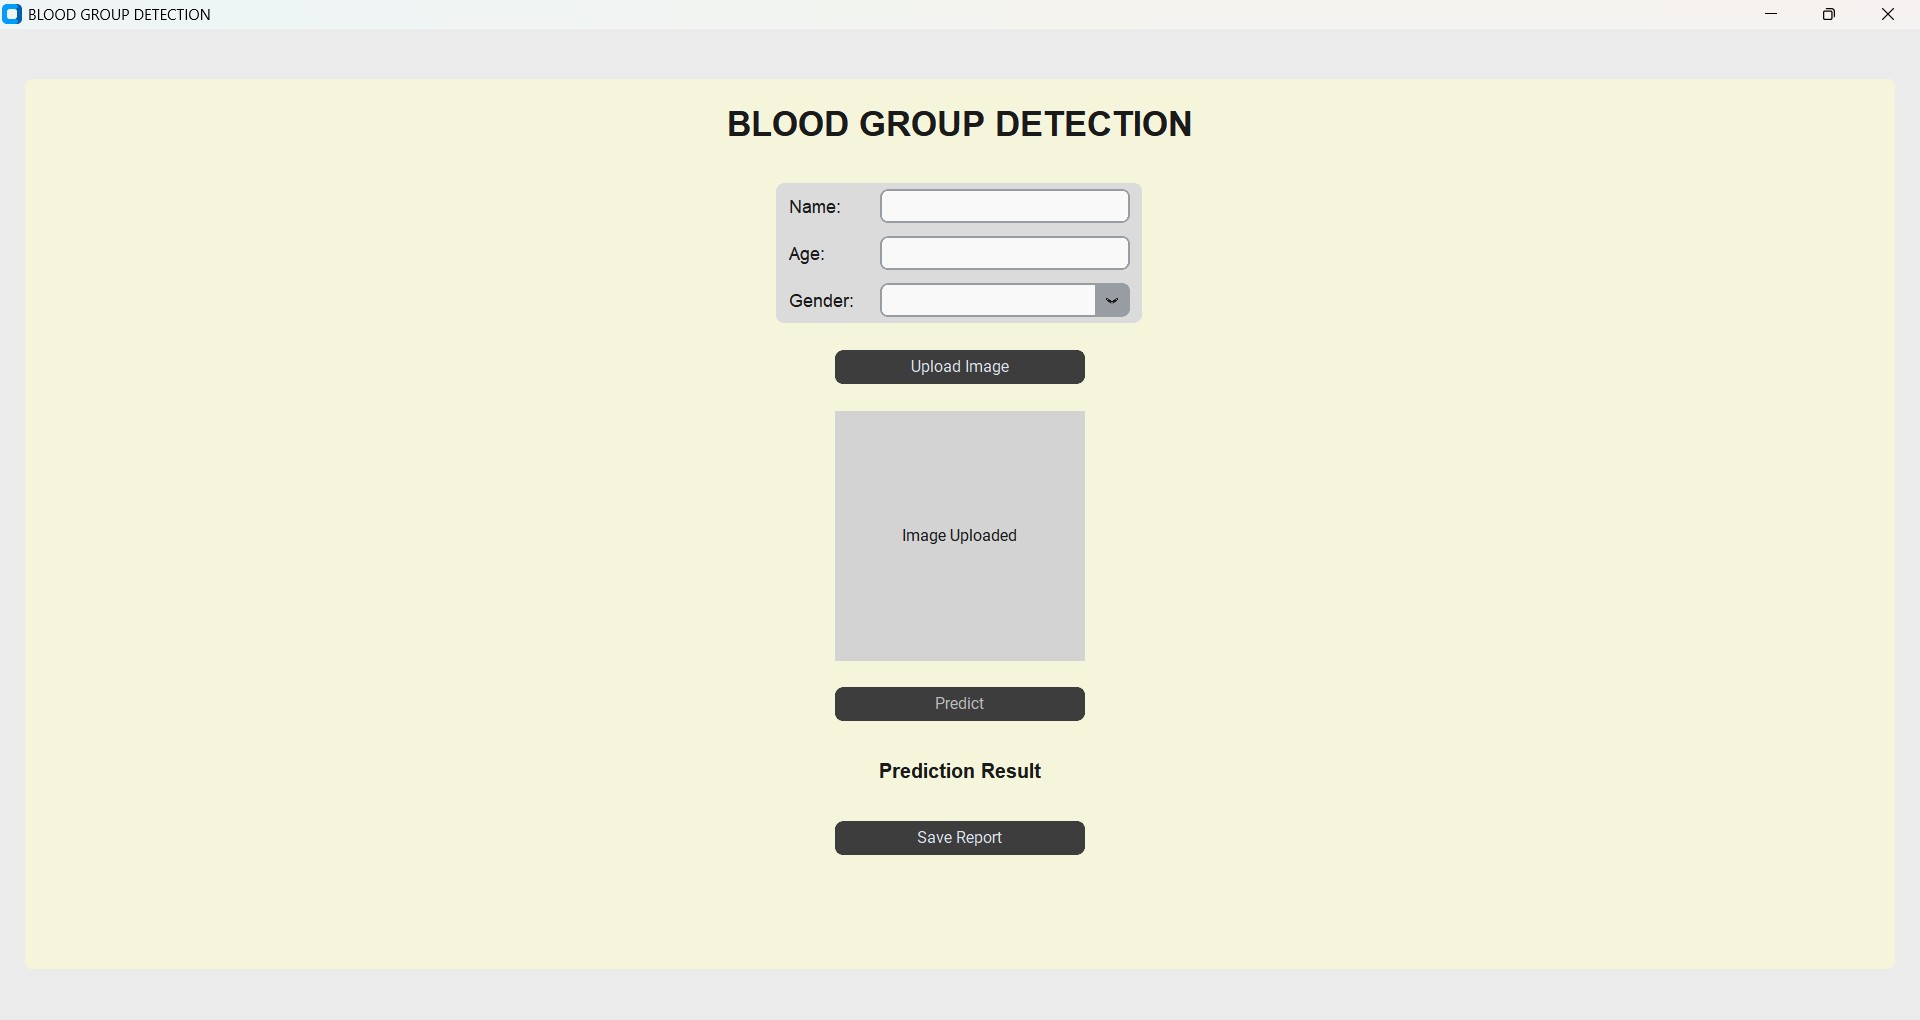 BLOOD GROUP DETECTION
BLOOD GROUP DETECTION
Name:
Age:
Gender:
Upload Image
Image Uploaded
Predict
Prediction Result
Save Report